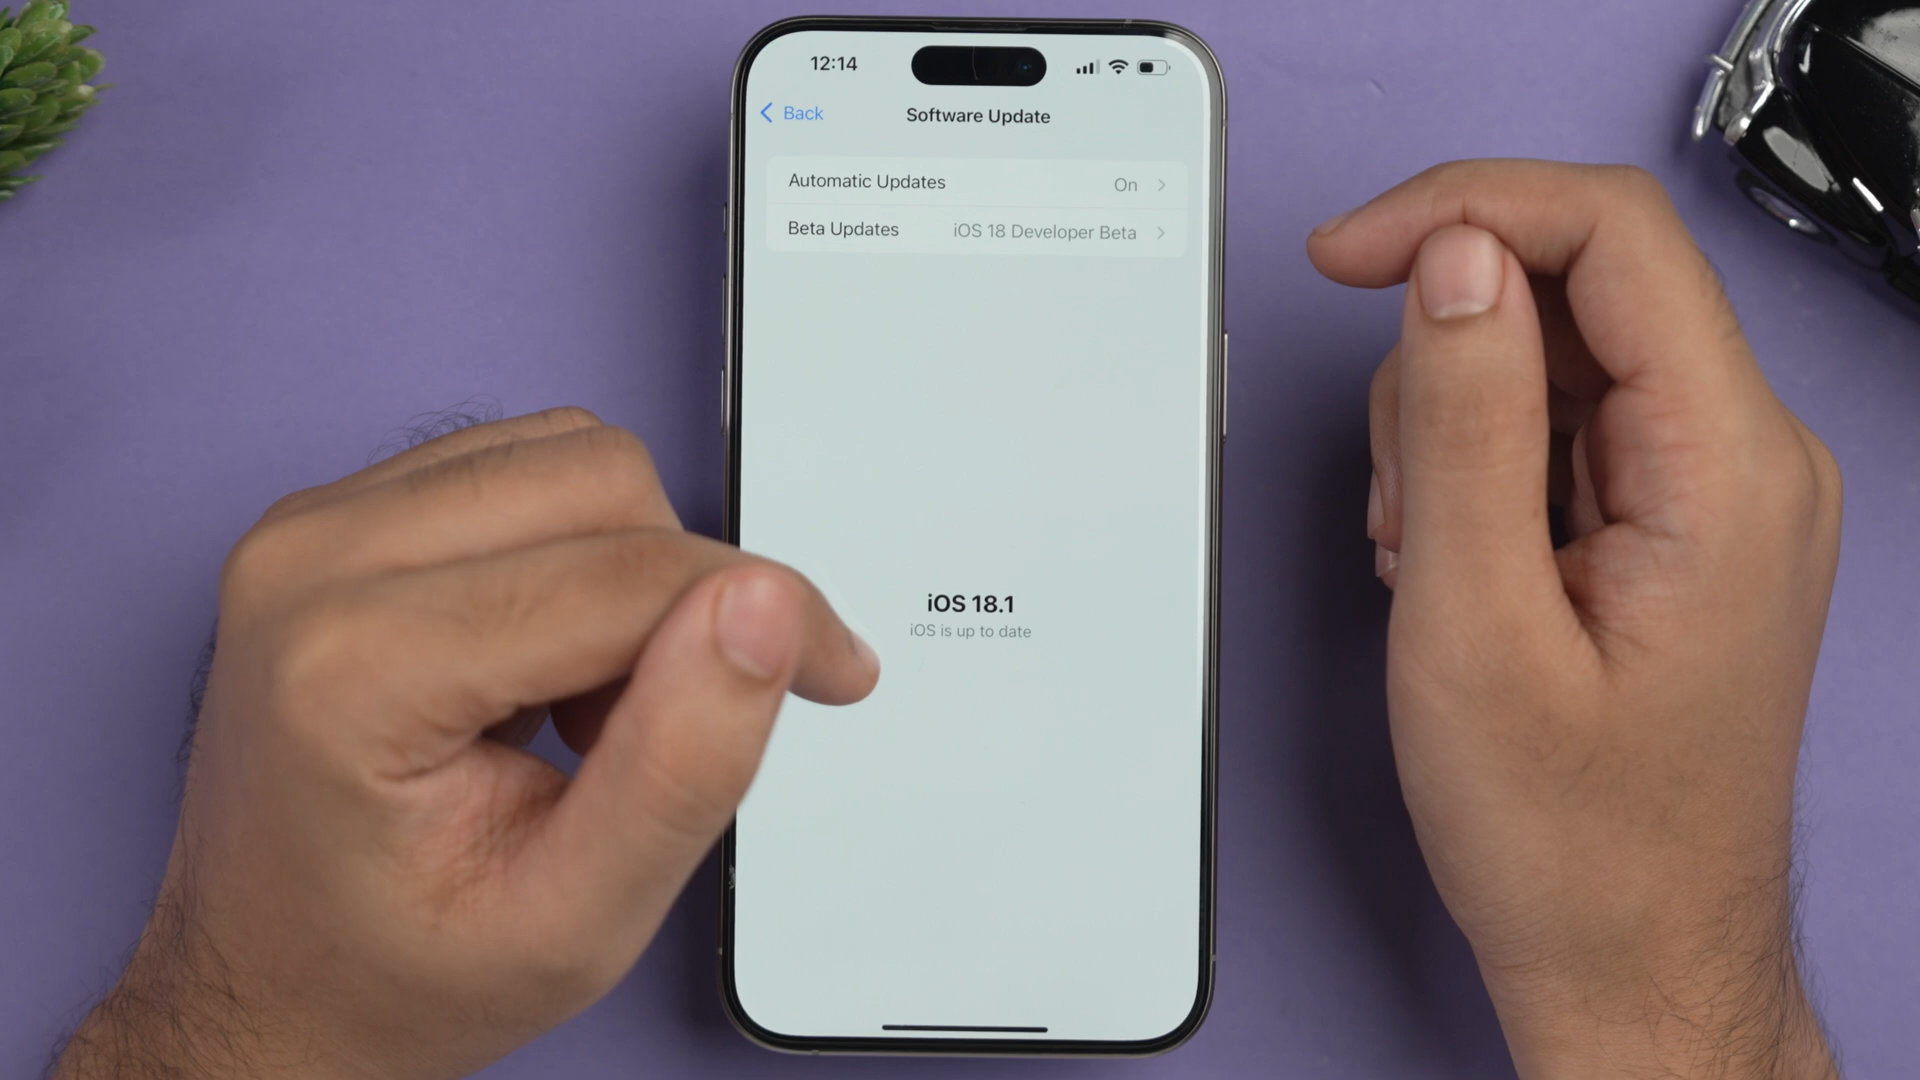 12:14
Back
Software Update
Automatic Updates On
Beta Updates iOS 18 Developer Beta
iOS 18.1
iOS is up to date